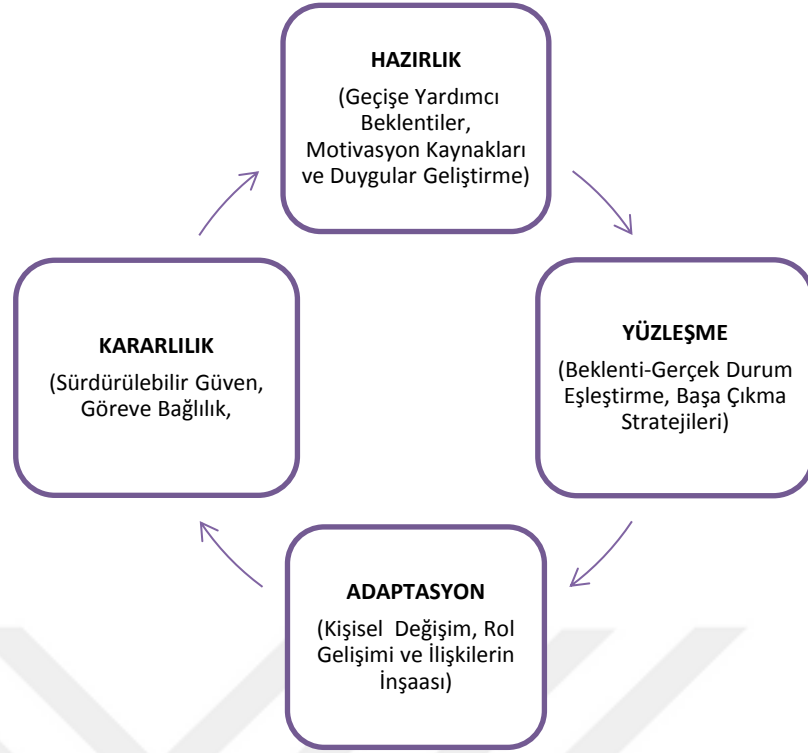 HAZIRLIK
(Geçişe Yardımcı
Beklentiler,
Motivasyon Kaynakları
ve Duygular Geliştirme)
YÜZLEŞME
(Beklenti-Gerçek Durum
Eşleştirme, Başa Çıkma
Stratejileri)
ADAPTASYON
(Kişisel Değişim, Rol
Gelişimi ve İlişkilerin
İnşaası)
KARARLILIK
(Sürdürülebilir Güven,
Göreve Bağlılık,